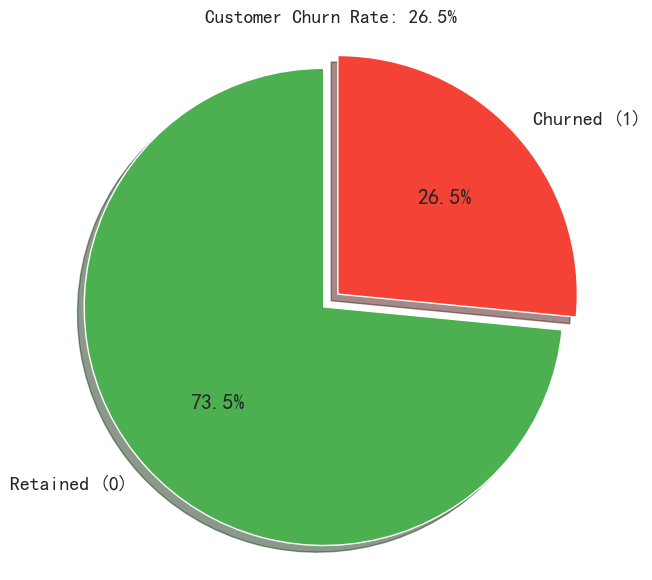 Customer Churn Rate: 26.5%
Churned (1)
26.5%
73.5%
Retained (0)